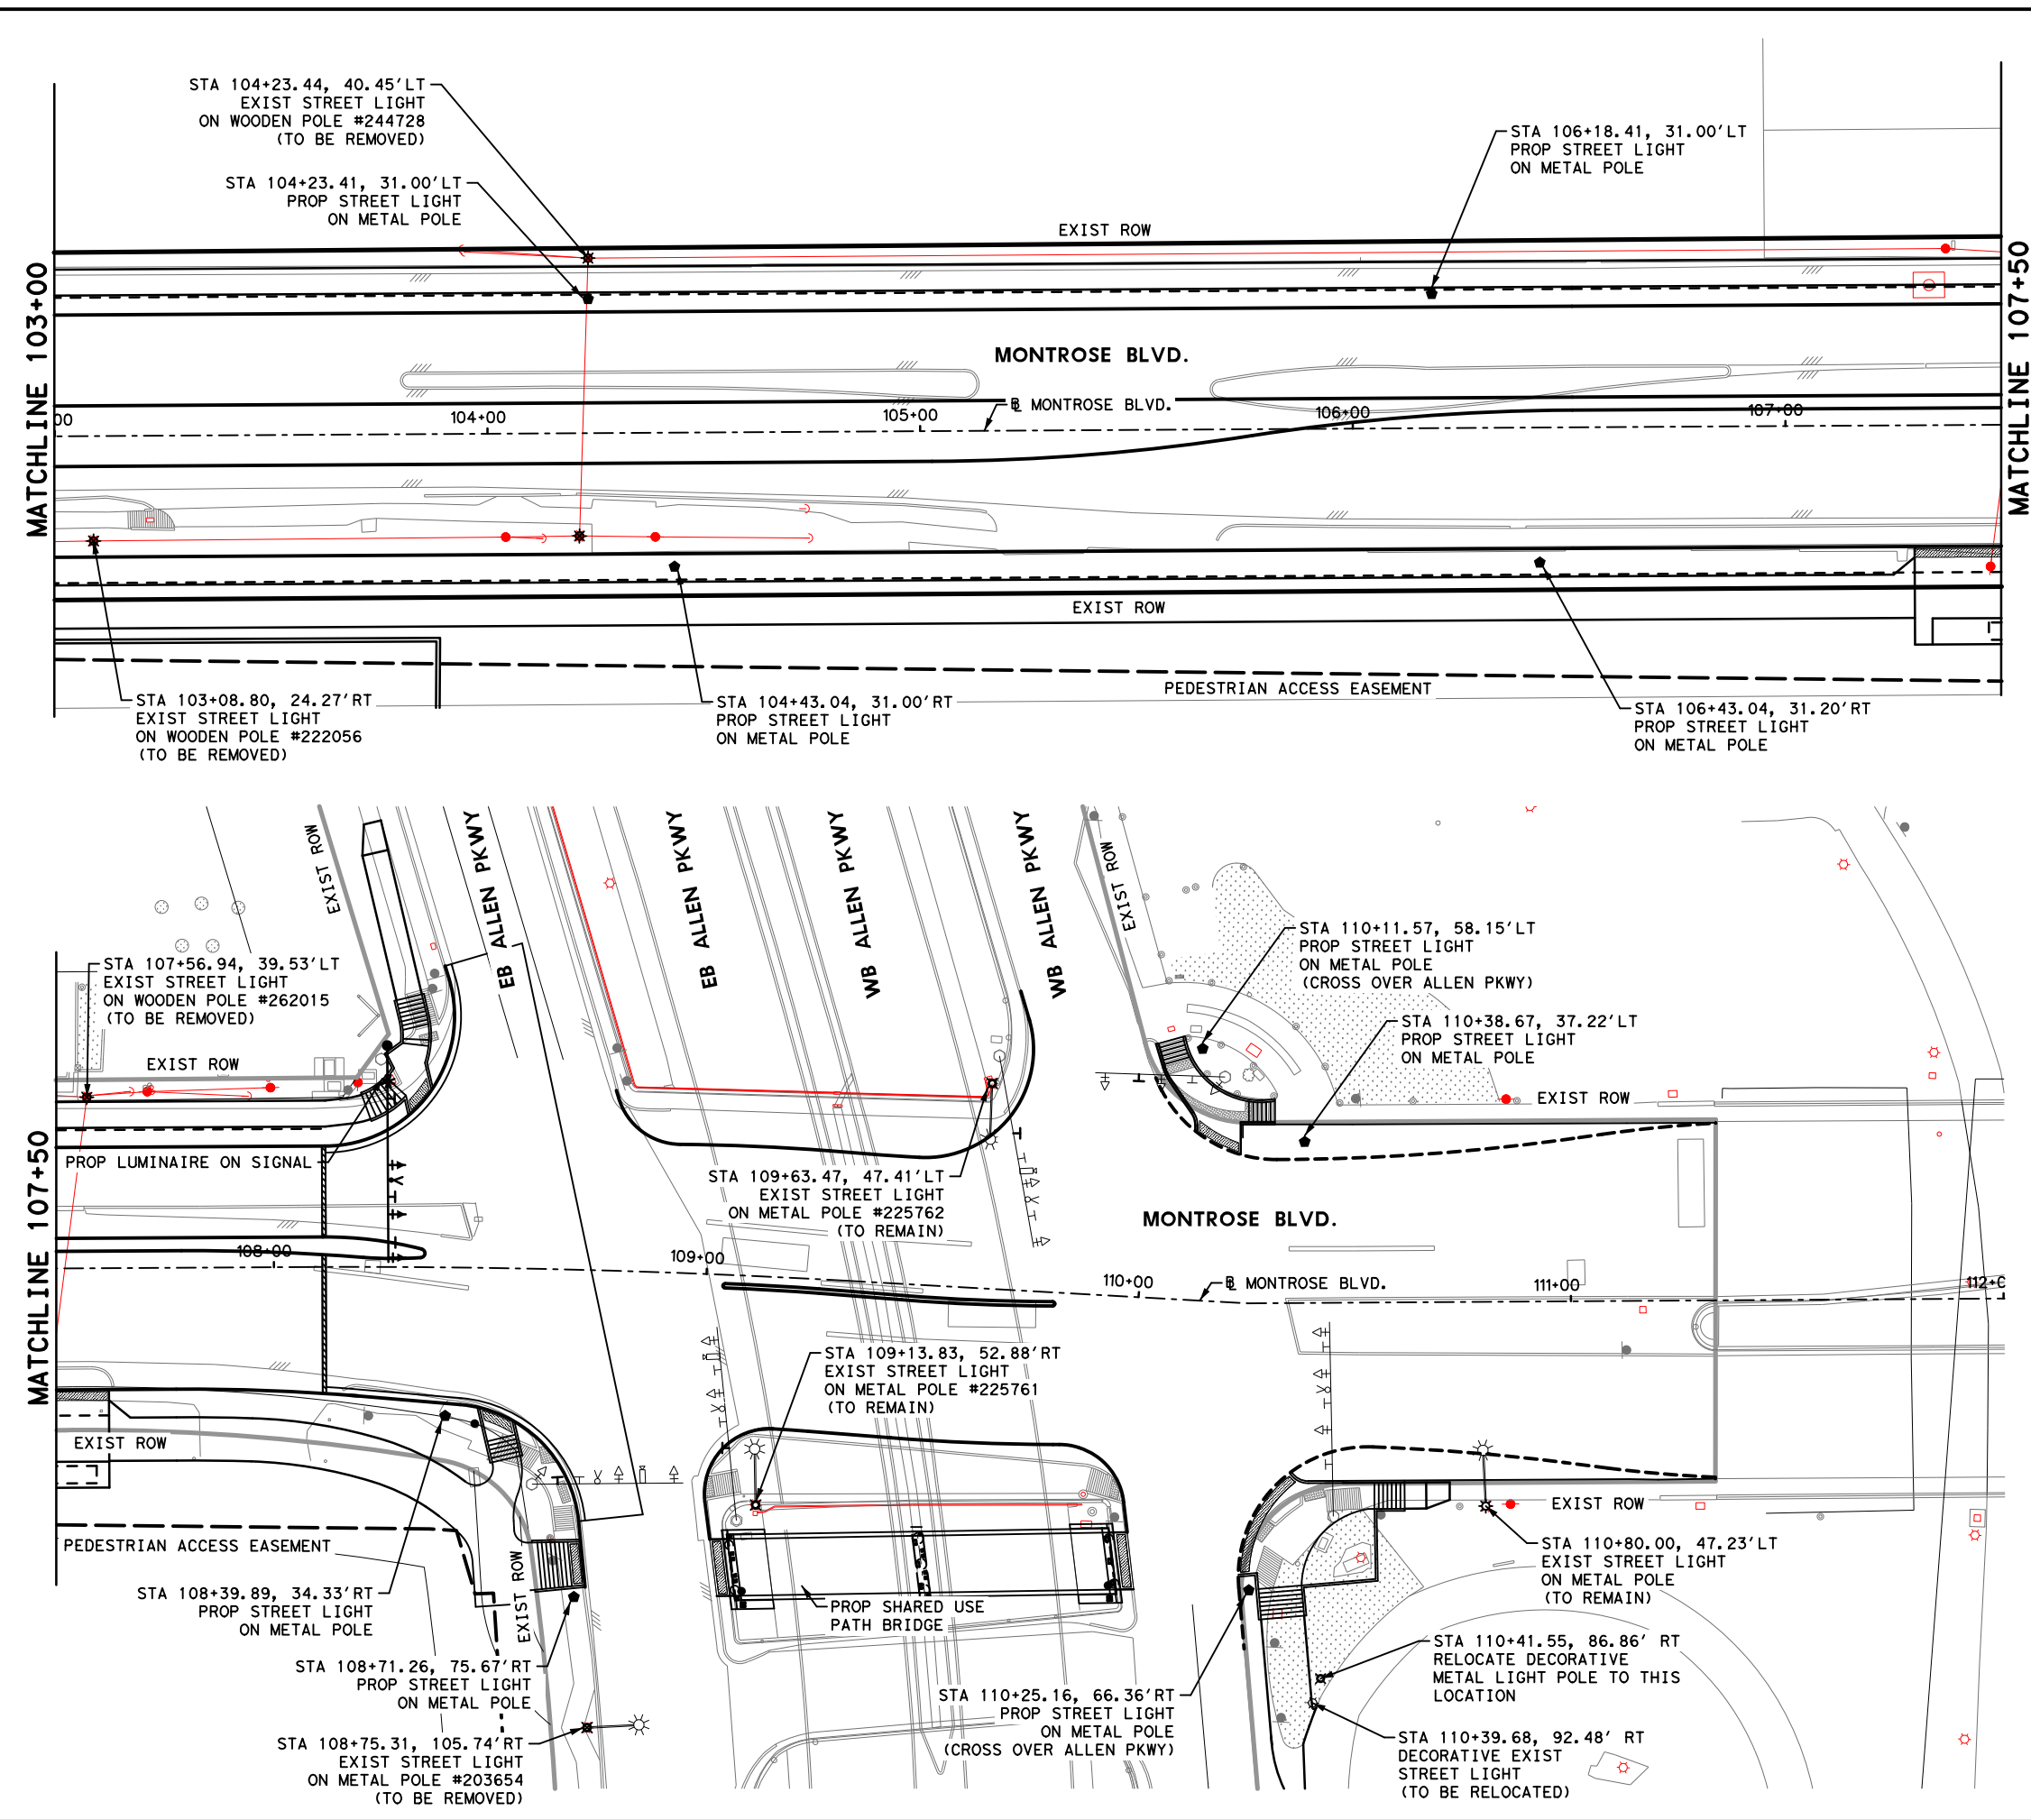 STA 104+23.44, 40.45'LT
EXIST STREET LIGHT
ON WOODEN POLE #244728
(TO BE REMOVED)
STA 104+23.41, 31.00'LT
PROP STREET LIGHT
ON METAL POLE
STA 106+18.41, 31.00'LT
PROP STREET LIGHT
ON METAL POLE
EXIST ROW
MATCHLINE 103+00
MATCHLINE 107+50
MONTROSE BLVD.
00
104+00
105+00
℄ MONTROSE BLVD.
106+00
107+00
EXIST ROW
PEDESTRIAN ACCESS EASEMENT
STA 103+08.80, 24.27'RT
EXIST STREET LIGHT
ON WOODEN POLE #222056
(TO BE REMOVED)
STA 104+43.04, 31.00'RT
PROP STREET LIGHT
ON METAL POLE
STA 106+43.04, 31.20'RT
PROP STREET LIGHT
ON METAL POLE
EXIST ROW
EB ALLEN PKWY
EB ALLEN PKWY
WB ALLEN PKWY
WB ALLEN PKWY
EXIST ROW
STA 107+56.94, 39.53'LT
EXIST STREET LIGHT
ON WOODEN POLE #262015
(TO BE REMOVED)
EXIST ROW
STA 110+11.57, 58.15'LT
PROP STREET LIGHT
ON METAL POLE
(CROSS OVER ALLEN PKWY)
STA 110+38.67, 37.22'LT
PROP STREET LIGHT
ON METAL POLE
EXIST ROW
MATCHLINE 107+50
PROP LUMINAIRE ON SIGNAL
STA 109+63.47, 47.41'LT
EXIST STREET LIGHT
ON METAL POLE #225762
(TO REMAIN)
MONTROSE BLVD.
108+00
109+00
110+00
℄ MONTROSE BLVD.
111+00
112+0
STA 109+13.83, 52.88'RT
EXIST STREET LIGHT
ON METAL POLE #225761
(TO REMAIN)
EXIST ROW
EXIST ROW
PEDESTRIAN ACCESS EASEMENT
EXIST ROW
STA 110+80.00, 47.23'LT
EXIST STREET LIGHT
ON METAL POLE
(TO REMAIN)
STA 108+39.89, 34.33'RT
PROP STREET LIGHT
ON METAL POLE
PROP SHARED USE
PATH BRIDGE
STA 110+41.55, 86.86' RT
RELOCATE DECORATIVE
METAL LIGHT POLE TO THIS
LOCATION
STA 108+71.26, 75.67'RT
PROP STREET LIGHT
ON METAL POLE
STA 110+25.16, 66.36'RT
PROP STREET LIGHT
ON METAL POLE
(CROSS OVER ALLEN PKWY)
STA 108+75.31, 105.74'RT
EXIST STREET LIGHT
ON METAL POLE #203654
(TO BE REMOVED)
STA 110+39.68, 92.48' RT
DECORATIVE EXIST
STREET LIGHT
(TO BE RELOCATED)